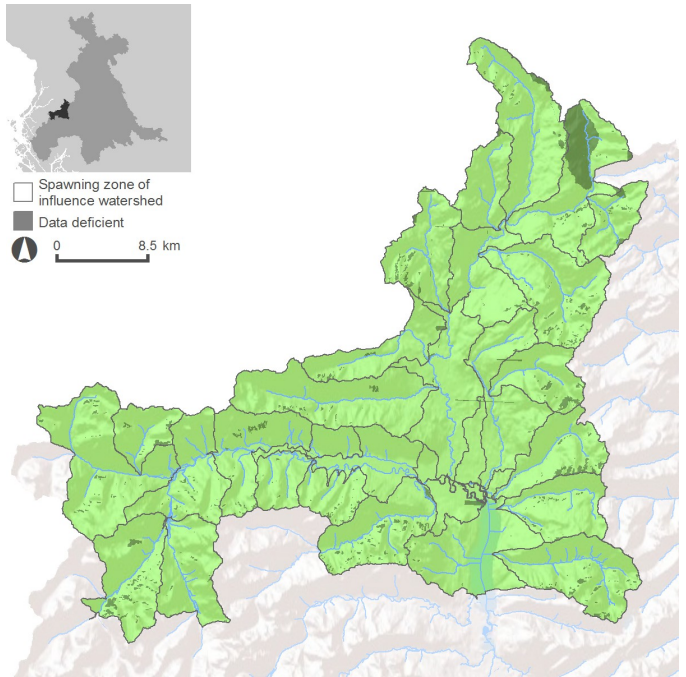 Spawning zone of
influence watershed
Data deficient
0 8.5 km